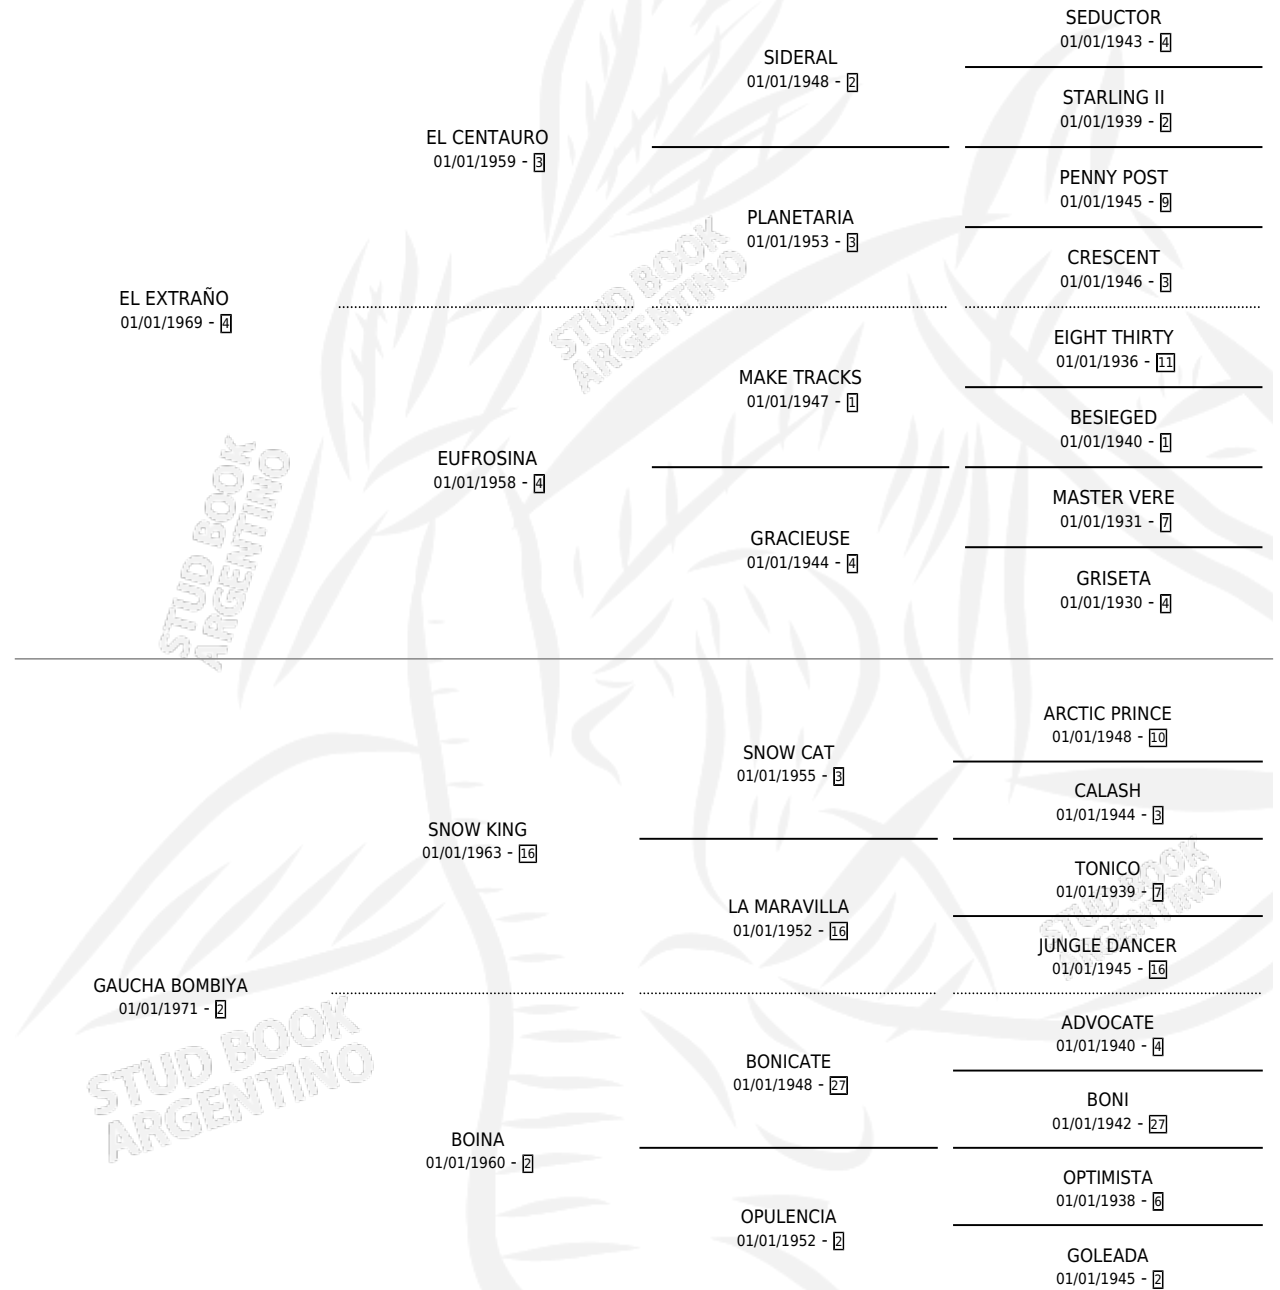 SEDUCTOR
01/01/1943 - 4
SIDERAL
01/01/1948 - 2
STARLING II
01/01/1939 - 2
EL CENTAURO
01/01/1959 - 3
PENNY POST
01/01/1945 - 9
PLANETARIA
01/01/1953 - 3
CRESCENT
01/01/1946 - 3
EL EXTRAÑO
01/01/1969 - 4
STUD BOOK
ARGENTINO
EIGHT THIRTY
01/01/1936 - 11
MAKE TRACKS
01/01/1947 - 1
BESIEGED
01/01/1940 - 1
EUFROSINA
01/01/1958 - 4
MASTER VERE
01/01/1931 - 7
GRACIEUSE
01/01/1944 - 4
GRISETA
01/01/1930 - 4
STUD BOOK
ARGENTINO
ARCTIC PRINCE
01/01/1948 - 10
SNOW CAT
01/01/1955 - 3
CALASH
01/01/1944 - 3
SNOW KING
01/01/1963 - 16
TONICO
01/01/1939 - 7
LA MARAVILLA
01/01/1952 - 16
STUD BOOK
ARGENTINO
JUNGLE DANCER
01/01/1945 - 16
GAUCHA BOMBIYA
01/01/1971 - 2
STUD BOOK
ARGENTINO
ADVOCATE
01/01/1940 - 4
BONICATE
01/01/1948 - 27
BONI
01/01/1942 - 27
BOINA
01/01/1960 - 2
OPTIMISTA
01/01/1938 - 6
OPULENCIA
01/01/1952 - 2
GOLEADA
01/01/1945 - 2